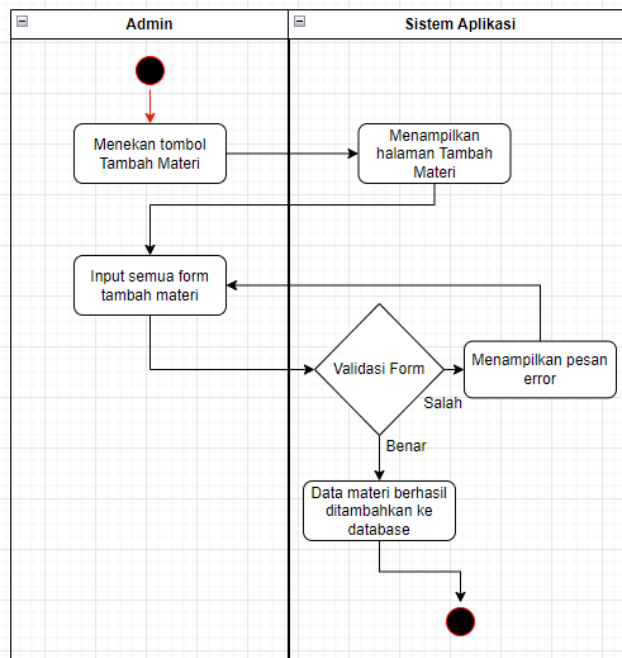 Admin
Sistem Aplikasi
Menekan tombol
Tambah Materi
Menampilkan
halaman Tambah
Materi
Input semua form
tambah materi
Validasi Form
Salah
Menampilkan pesan
error
Benar
Data materi berhasil
ditambahkan ke
database